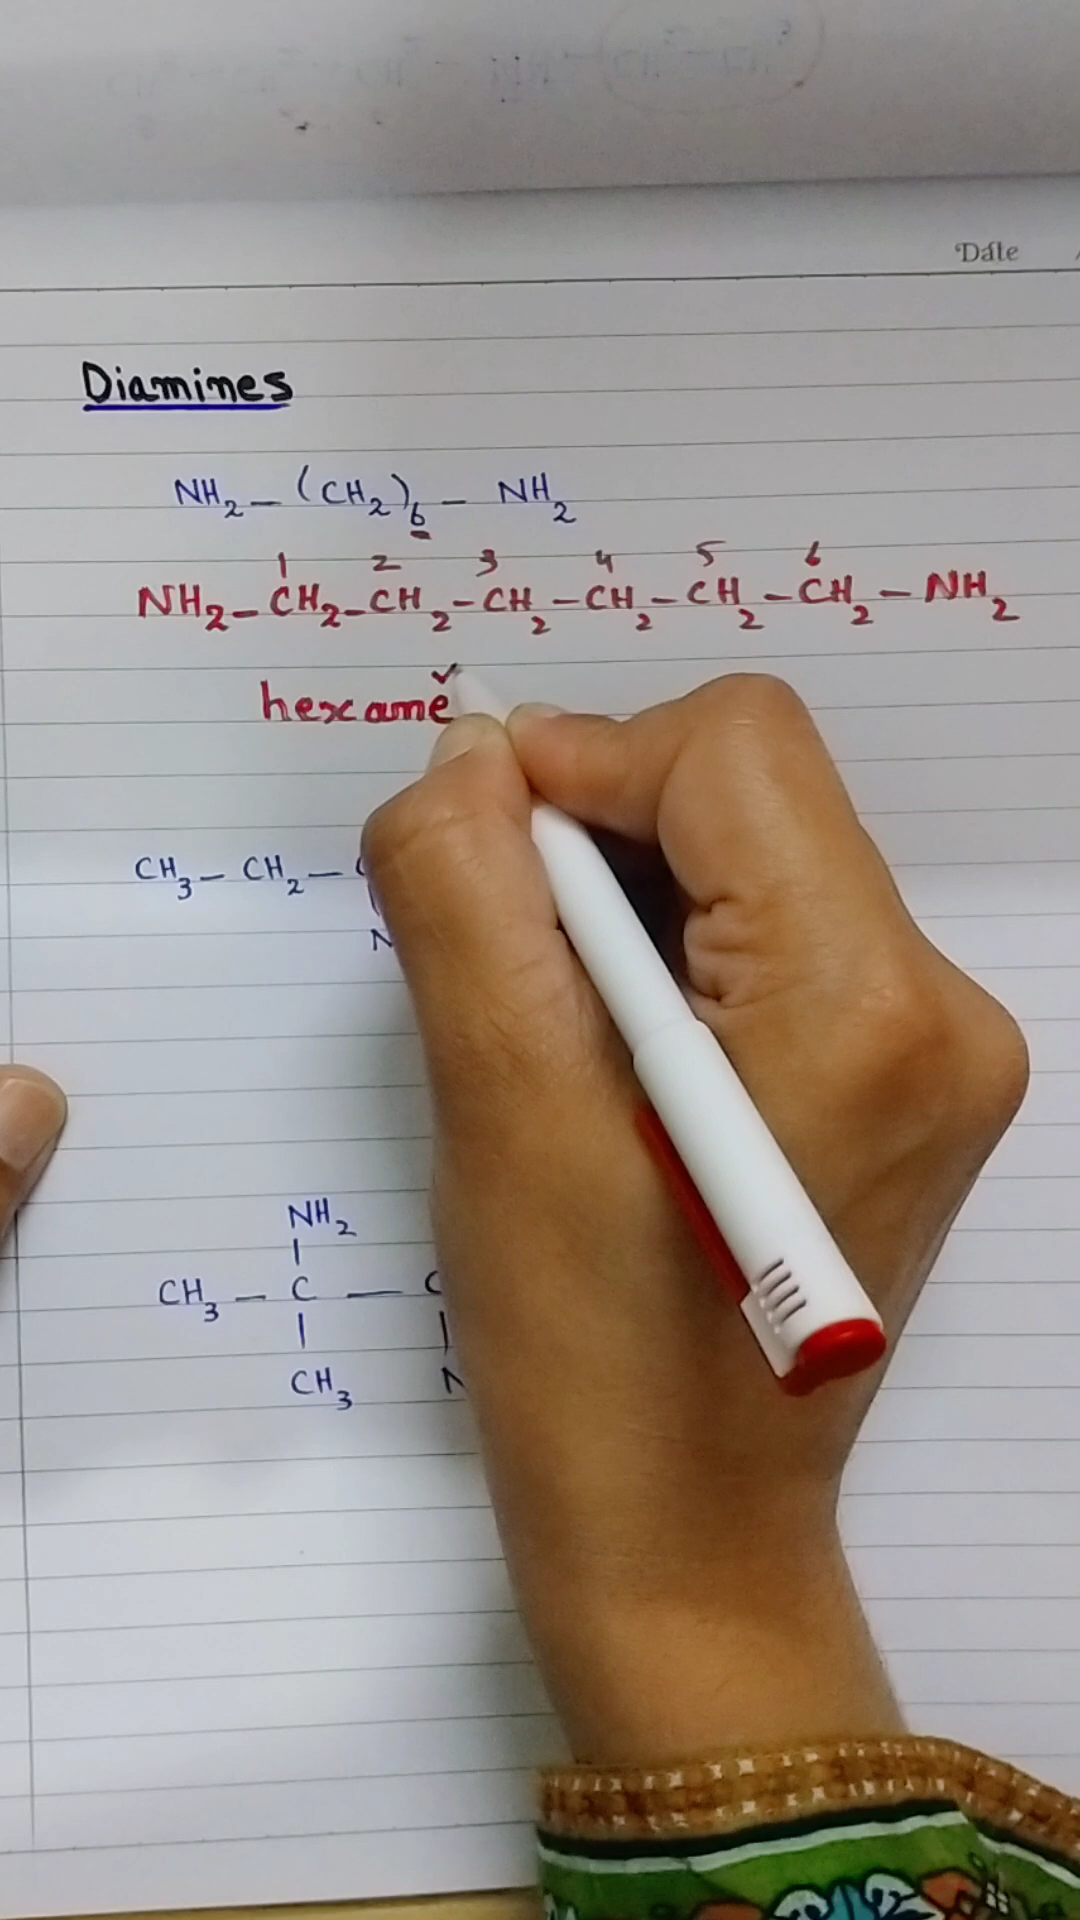 Date
Diamines
NH2 – (CH2)6 – NH2
1 2 3 4 5 6
NH2 – CH2 – CH2 – CH2 – CH2 – CH2 – CH2 – NH2
hexame
CH3 – CH2 –
N
NH2
CH3 – C — C
CH3